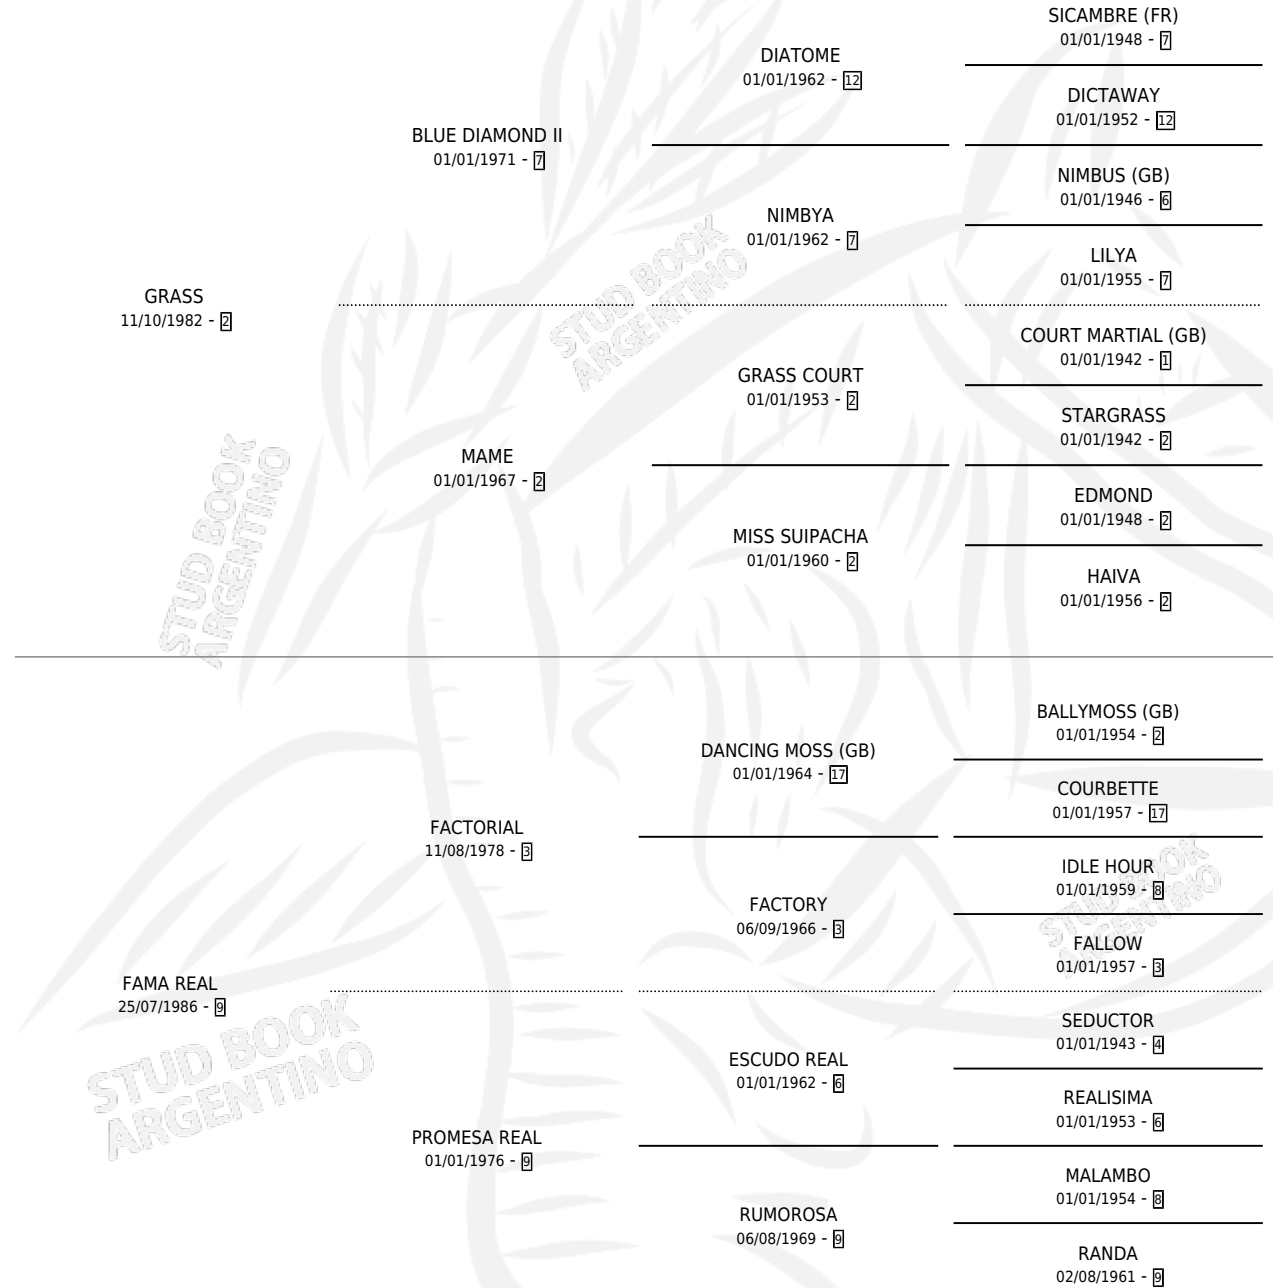 SICAMBRE (FR)
01/01/1948 - 7
DIATOME
01/01/1962 - 12
DICTAWAY
01/01/1952 - 12
BLUE DIAMOND II
01/01/1971 - 7
NIMBUS (GB)
01/01/1946 - 6
NIMBYA
01/01/1962 - 7
LILYA
01/01/1955 - 7
GRASS
11/10/1982 - 2
STUD BOOK
ARGENTINO
COURT MARTIAL (GB)
01/01/1942 - 1
GRASS COURT
01/01/1953 - 2
STARGRASS
01/01/1942 - 2
MAME
01/01/1967 - 2
EDMOND
01/01/1948 - 2
MISS SUIPACHA
01/01/1960 - 2
HAIVA
01/01/1956 - 2
STUD BOOK
ARGENTINO
BALLYMOSS (GB)
01/01/1954 - 2
DANCING MOSS (GB)
01/01/1964 - 17
COURBETTE
01/01/1957 - 17
FACTORIAL
11/08/1978 - 3
IDLE HOUR
01/01/1959 - 8
FACTORY
06/09/1966 - 3
FALLOW
01/01/1957 - 3
STUD BOOK
ARGENTINO
FAMA REAL
25/07/1986 - 9
SEDUCTOR
01/01/1943 - 4
ESCUDO REAL
01/01/1962 - 6
REALISIMA
01/01/1953 - 6
STUD BOOK
ARGENTINO
PROMESA REAL
01/01/1976 - 9
MALAMBO
01/01/1954 - 8
RUMOROSA
06/08/1969 - 9
RANDA
02/08/1961 - 9